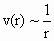 v(r) ~ 1/r